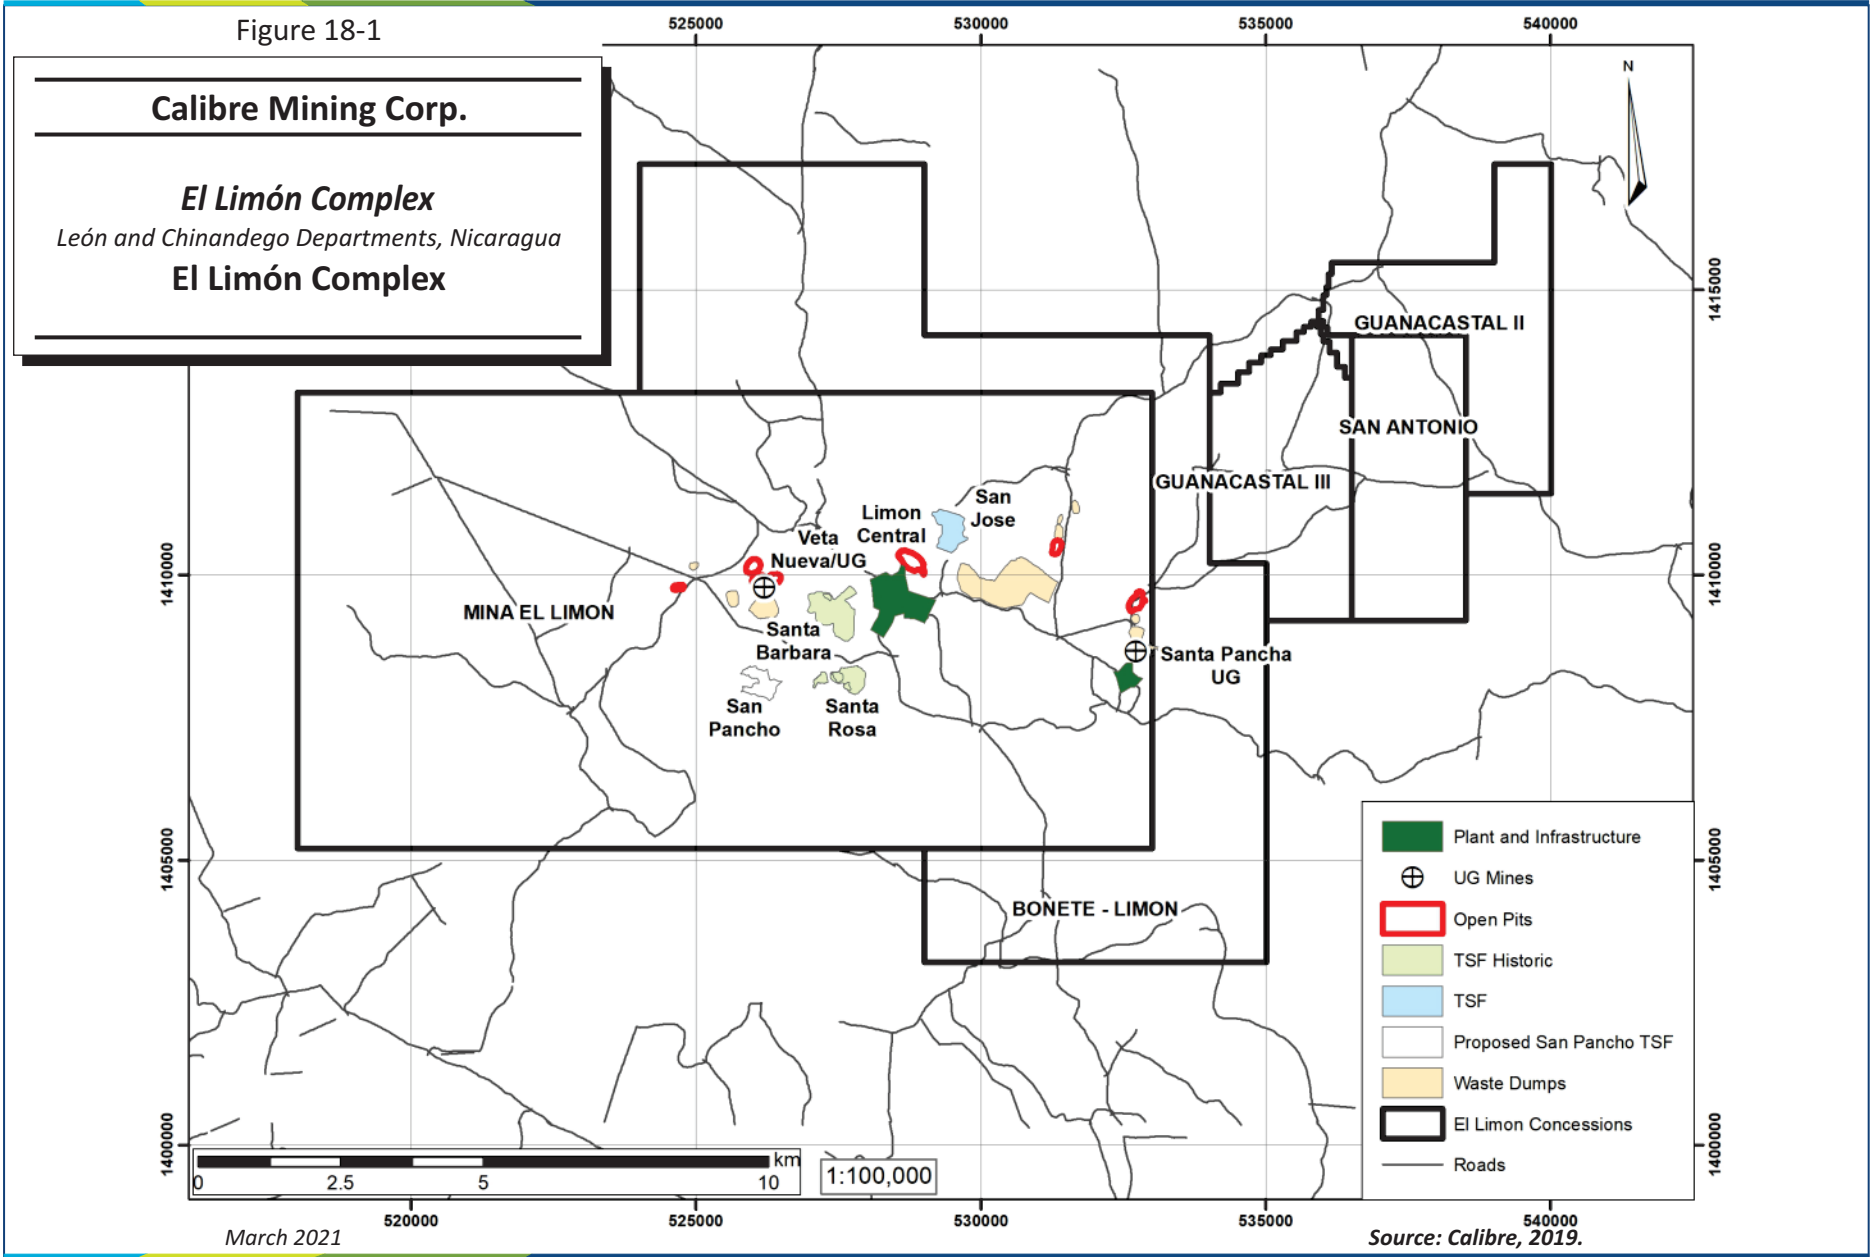 Figure 18-1
Calibre Mining Corp.
El Limón Complex
León and Chinandego Departments, Nicaragua
El Limón Complex
525000
530000
535000
540000
N
1415000
GUANACASTAL II
SAN ANTONIO
GUANACASTAL III
San
Jose
Limon
Central
Veta
Nueva/UG
1410000
1410000
MINA EL LIMON
Santa
Barbara
Santa Pancha
UG
San
Pancho
Santa
Rosa
1405000
1405000
BONETE - LIMON
Plant and Infrastructure
UG Mines
Open Pits
TSF Historic
TSF
Proposed San Pancho TSF
Waste Dumps
El Limon Concessions
Roads
1400000
1400000
km
0
2.5
5
10
1:100,000
520000
525000
530000
535000
540000
March 2021
Source: Calibre, 2019.